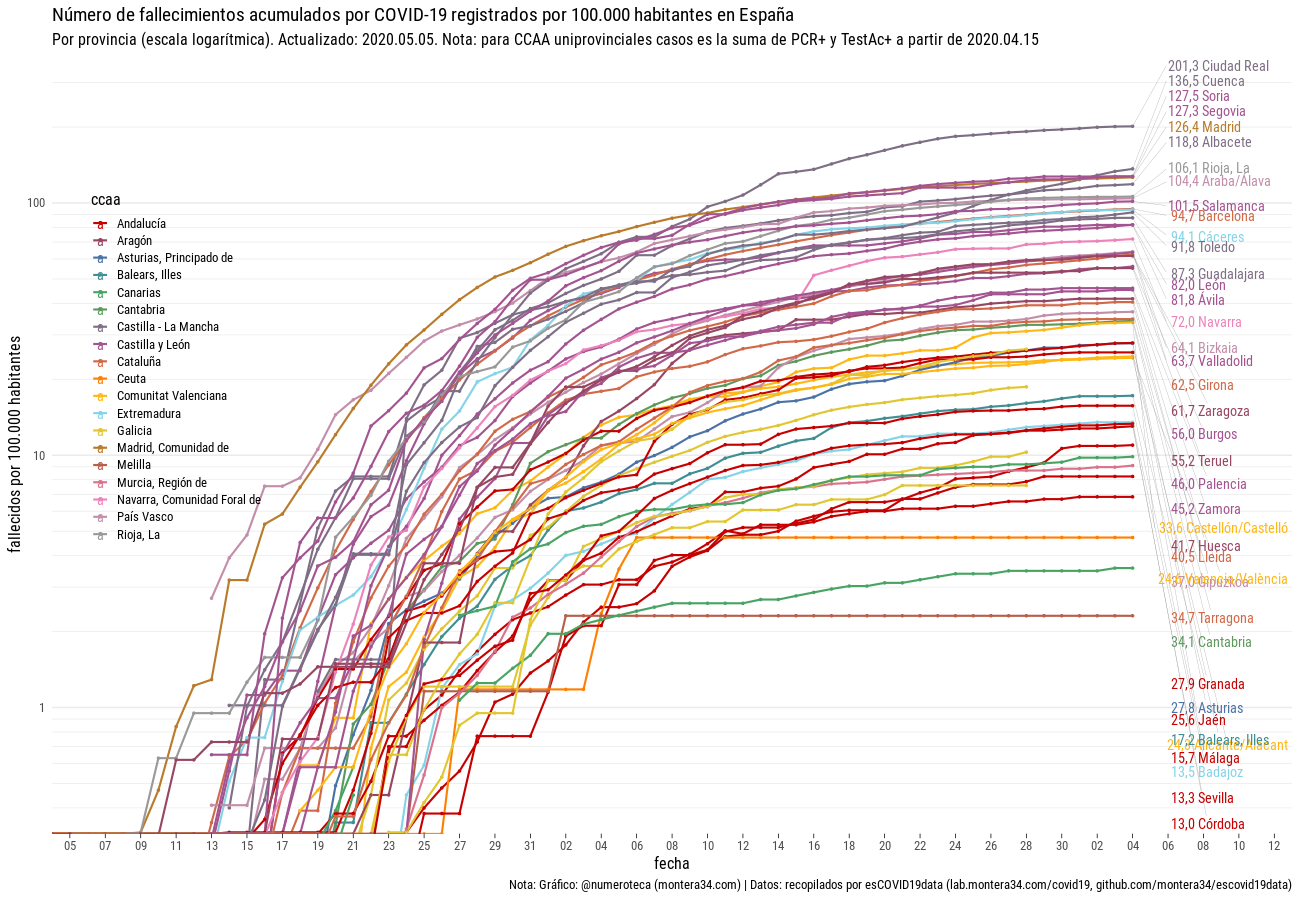 Número de fallecimientos acumulados por COVID-19 registrados por 100.000 habitantes en España
Por provincia (escala logarítmica). Actualizado: 2020.05.05. Nota: para CCAA uniprovinciales casos es la suma de PCR+ y TestAc+ a partir de 2020.04.15
fallecidos por 100.000 habitantes
100
10
1
ccaa
Andalucía
Aragón
Asturias, Principado de
Balears, Illes
Canarias
Cantabria
Castilla - La Mancha
Castilla y León
Cataluña
Ceuta
Comunitat Valenciana
Extremadura
Galicia
Madrid, Comunidad de
Melilla
Murcia, Región de
Navarra, Comunidad Foral de
País Vasco
Rioja, La
201,3 Ciudad Real
136,5 Cuenca
127,5 Soria
127,3 Segovia
126,4 Madrid
118,8 Albacete
106,1 Rioja, La
104,4 Araba/Álava
101,5 Salamanca
94,7 Barcelona
94,1 Cáceres
91,8 Toledo
87,3 Guadalajara
82,0 León
81,8 Ávila
72,0 Navarra
64,1 Bizkaia
63,7 Valladolid
62,5 Girona
61,7 Zaragoza
56,0 Burgos
55,2 Teruel
46,0 Palencia
45,2 Zamora
33,6 Castellón/Castelló
41,7 Huesca
40,5 Lleida
37,0 Gipuzkoa
34,7 Tarragona
34,1 Cantabria
27,9 Granada
27,8 Asturias
25,6 Jaén
17,2 Balears, Illes
15,7 Málaga
13,5 Badajoz
13,3 Sevilla
13,0 Córdoba
05 07 09 11 13 15 17 19 21 23 25 27 29 31 02 04 06 08 10 12 14 16 18 20 22 24 26 28 30 02 04 06 08 10 12
fecha
Nota: Gráfico: @numeroteca (montera34.com) | Datos: recopilados por esCOVID19data (lab.montera34.com/covid19, github.com/montera34/escovid19data)